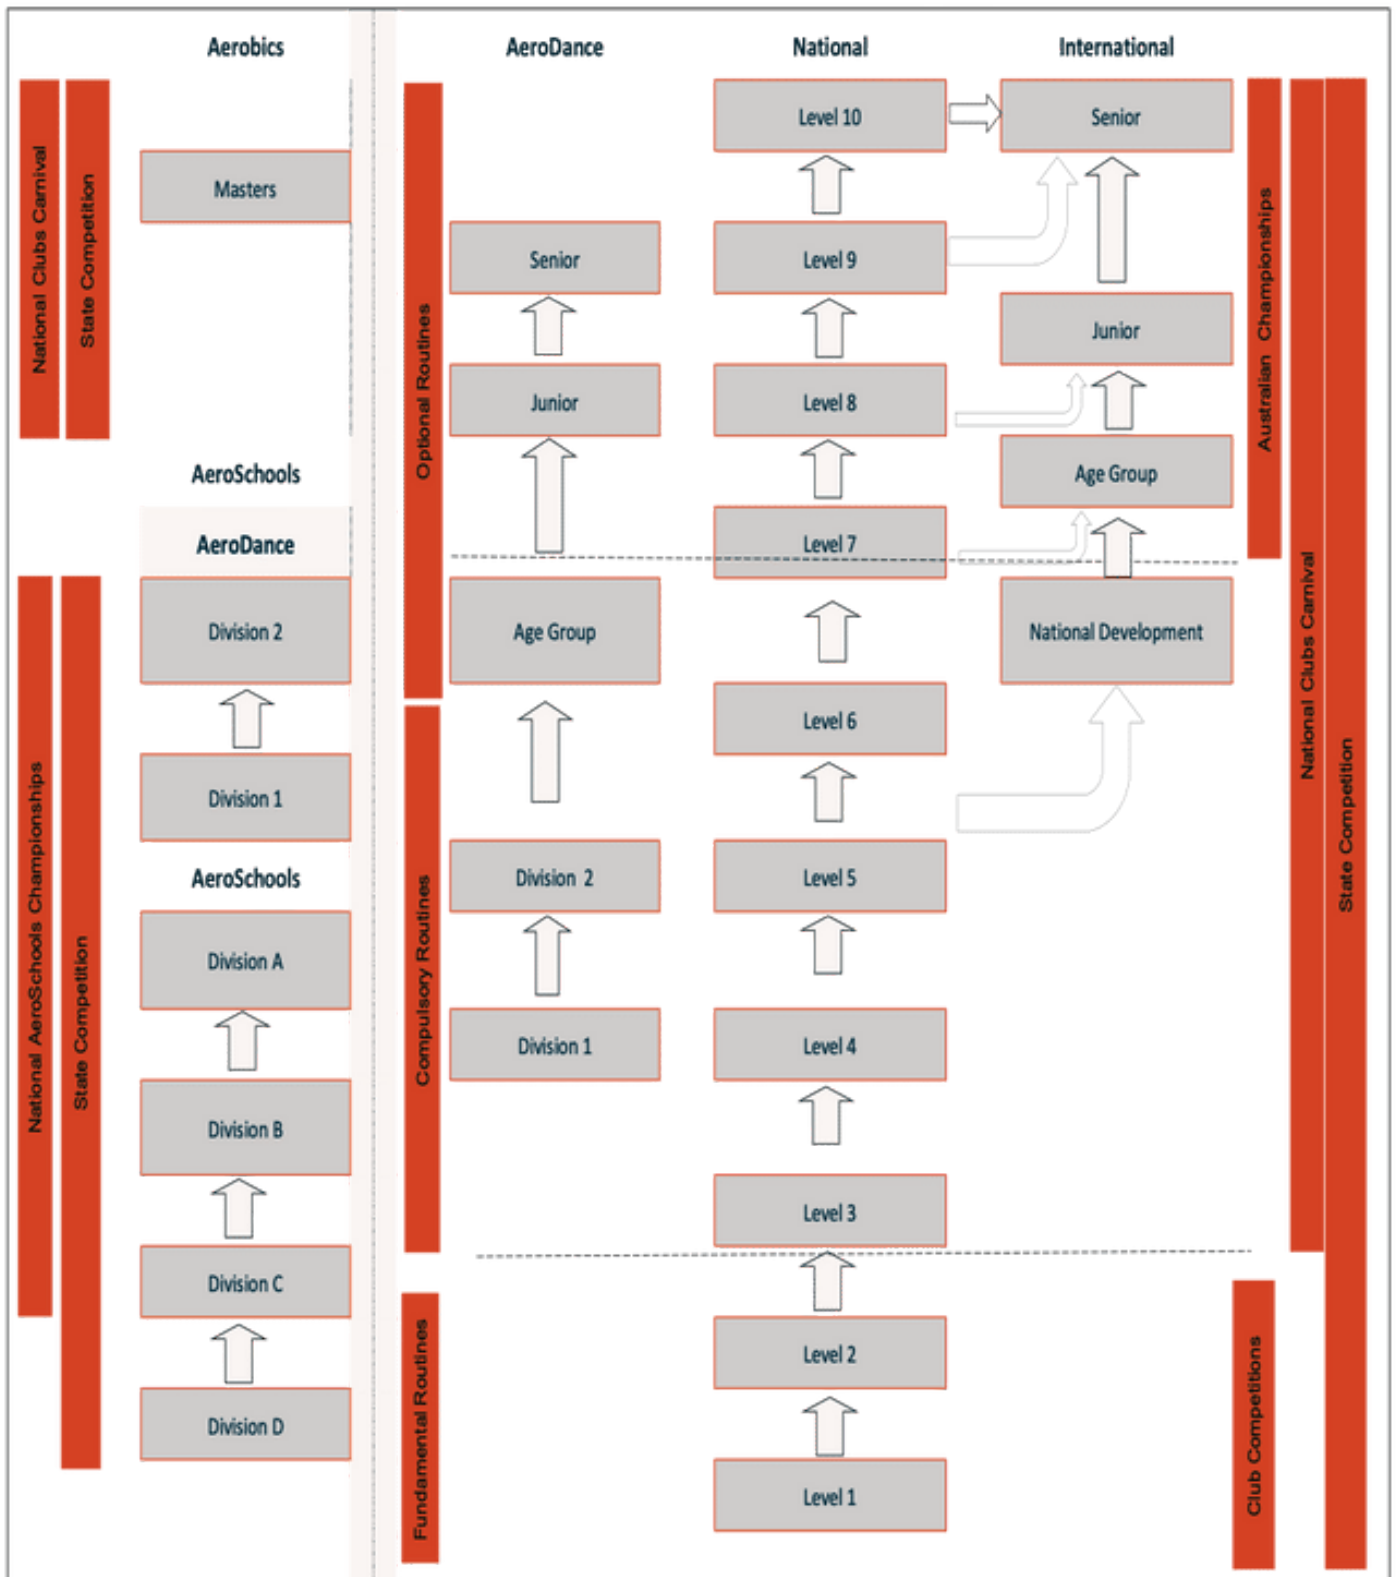 Aerobics
AeroDance
National
International
National Clubs Carnival
State Competition
Masters
AeroSchools
AeroDance
Division 2
Division 1
AeroSchools
Division A
Division B
Division C
Division D
National AeroSchools Championships
State Competition
Optional Routines
Compulsory Routines
Fundamental Routines
Senior
Junior
Age Group
Division 2
Division 1
Level 10
Level 9
Level 8
Level 7
Level 6
Level 5
Level 4
Level 3
Level 2
Level 1
Senior
Junior
Age Group
National Development
Australian Championships
National Clubs Carnival
State Competition
Club Competitions